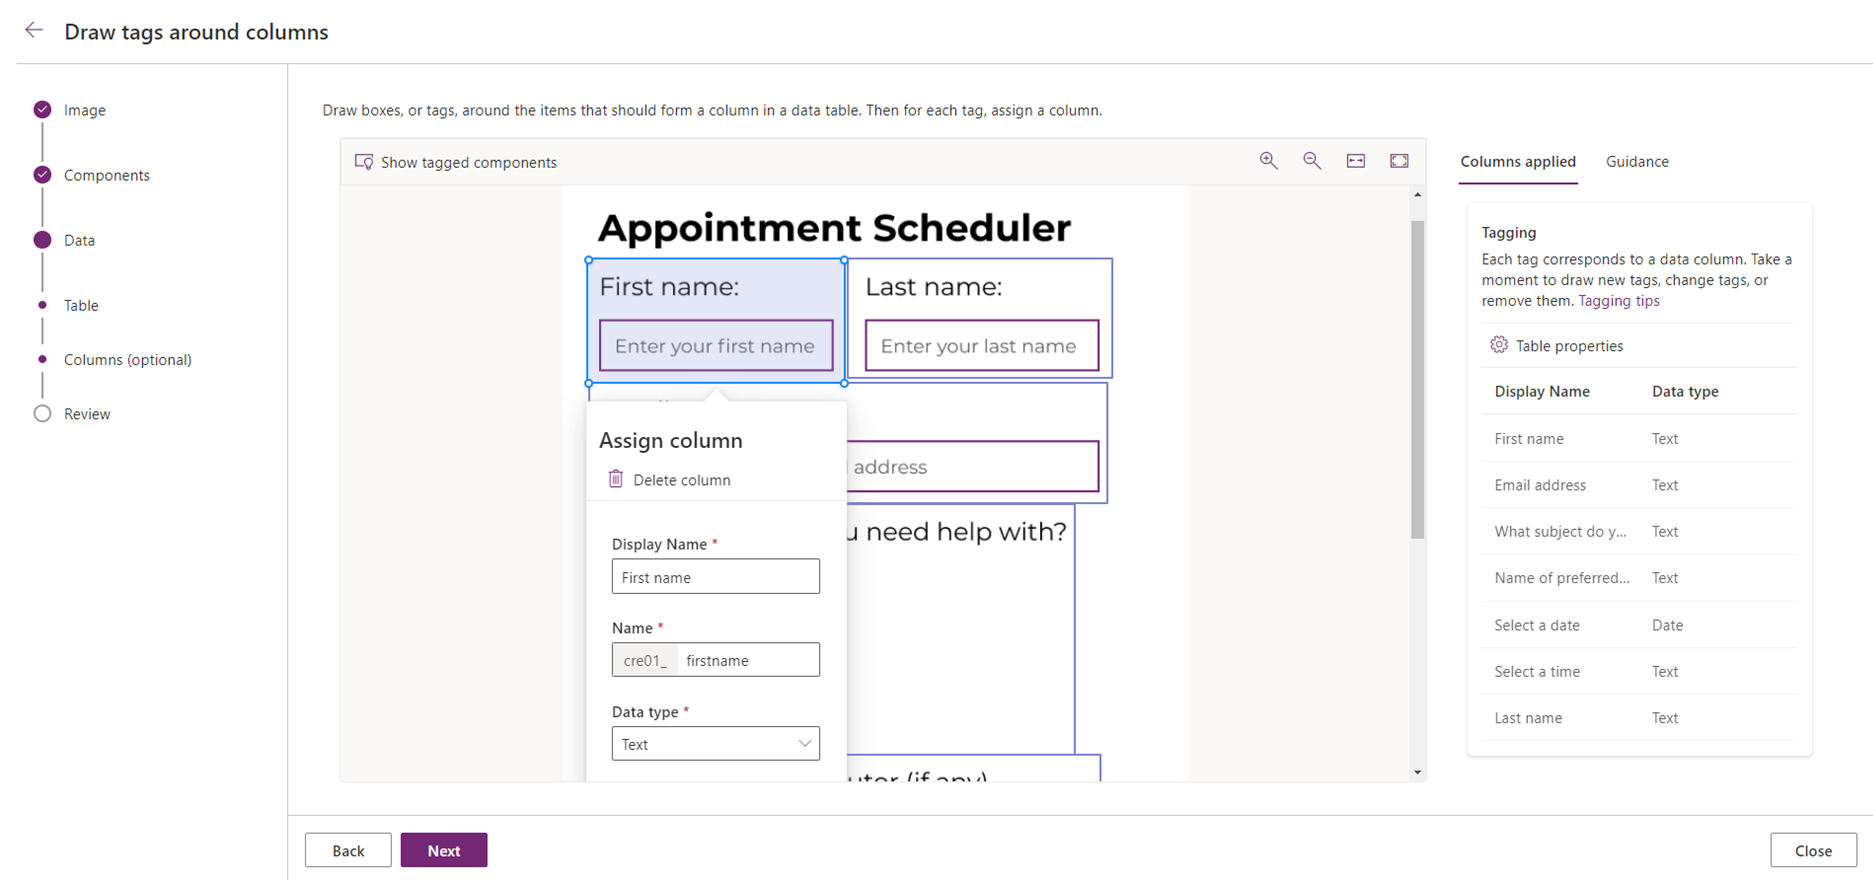 Draw tags around columns
Image
Components
Data
Table
Columns (optional)
Review
Draw boxes, or tags, around the items that should form a column in a data table. Then for each tag, assign a column.
Show tagged components
Appointment Scheduler
First name:
Last name:
Enter your first name
Enter your last name
Assign column
Delete column
address
u need help with?
Display Name *
First name
Name *
cre01_ firstname
Data type *
Text
utor (if any)
Columns applied
Guidance
Tagging
Each tag corresponds to a data column. Take a
moment to draw new tags, change tags, or
remove them. Tagging tips
Table properties
Display Name Data type
First name Text
Email address Text
What subject do y... Text
Name of preferred... Text
Select a date Date
Select a time Text
Last name Text
Back
Next
Close